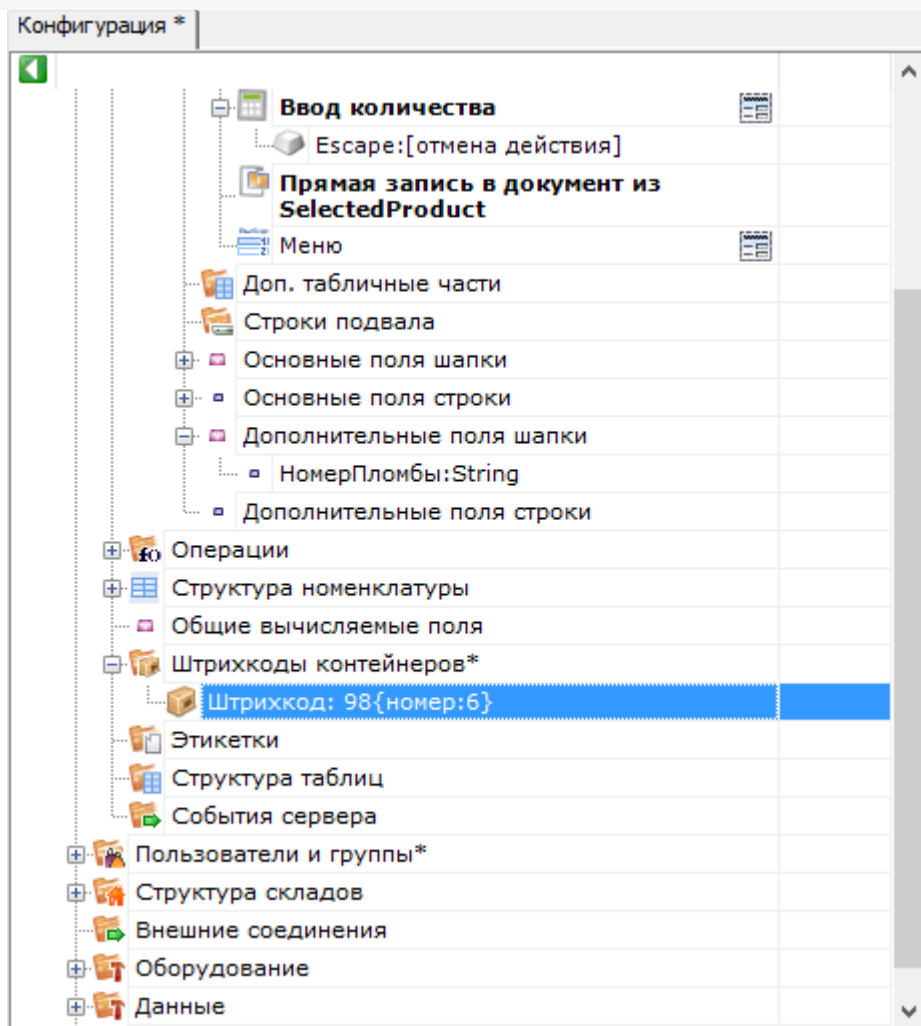 Конфигурация *
Ввод количества
Escape:[отмена действия]
Прямая запись в документ из
SelectedProduct
Меню
Доп. табличные части
Строки подвала
Основные поля шапки
Основные поля строки
Дополнительные поля шапки
НомерПломбы:String
Дополнительные поля строки
Операции
Структура номенклатуры
Общие вычисляемые поля
Штрихкоды контейнеров*
Штрихкод: 98{номер:6}
Этикетки
Структура таблиц
События сервера
Пользователи и группы*
Структура складов
Внешние соединения
Оборудование
Данные